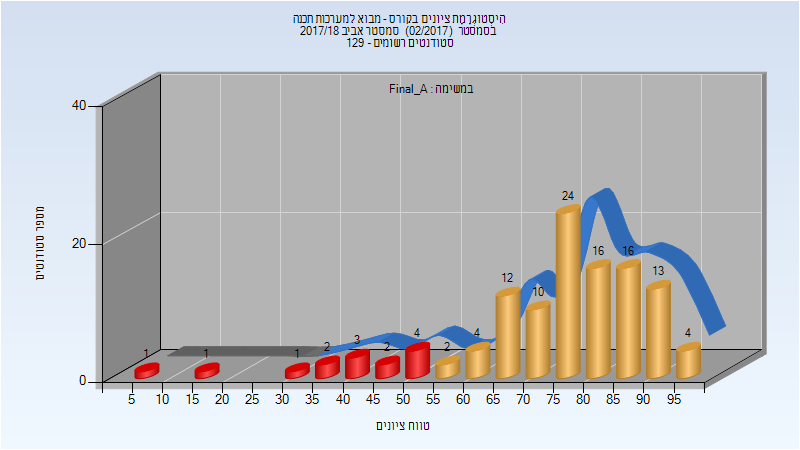 הִיסְטוֹגְרָמַת ציונים בקורס - מבוא למערכות תכנה
בסמסטר (02/2017) סמסטר אביב 2017/18
סטודנטים רשומים - 129
במשימה : Final_A
מספר סטודנטים
40
20
0
1 1 1 2 3 2 4 2 4 12 10 24 16 16 13 4
5 10 15 20 25 30 35 40 45 50 55 60 65 70 75 80 85 90 95
טווח ציונים